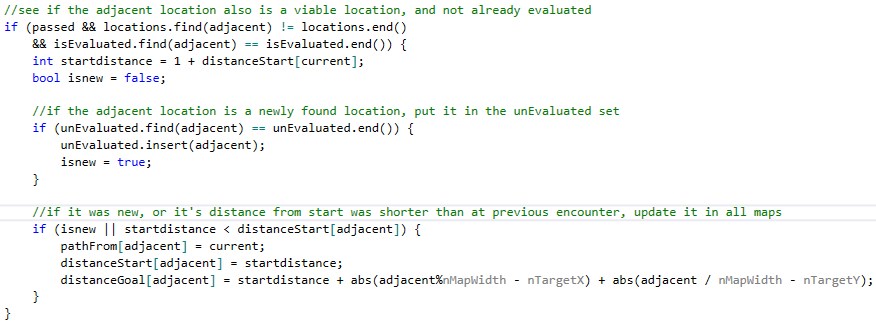 //see if the adjacent location also is a viable location, and not already evaluated
if (passed && locations.find(adjacent) != locations.end()
    && isEvaluated.find(adjacent) == isEvaluated.end()) {
    int startdistance = 1 + distanceStart[current];
    bool isnew = false;

    //if the adjacent location is a newly found location, put it in the unEvaluated set
    if (unEvaluated.find(adjacent) == unEvaluated.end()) {
        unEvaluated.insert(adjacent);
        isnew = true;
    }

    //if it was new, or it's distance from start was shorter than at previous encounter, update it in all maps
    if (isnew || startdistance < distanceStart[adjacent]) {
        pathFrom[adjacent] = current;
        distanceStart[adjacent] = startdistance;
        distanceGoal[adjacent] = startdistance + abs(adjacent%nMapWidth - nTargetX) + abs(adjacent / nMapWidth - nTargetY);
    }
}